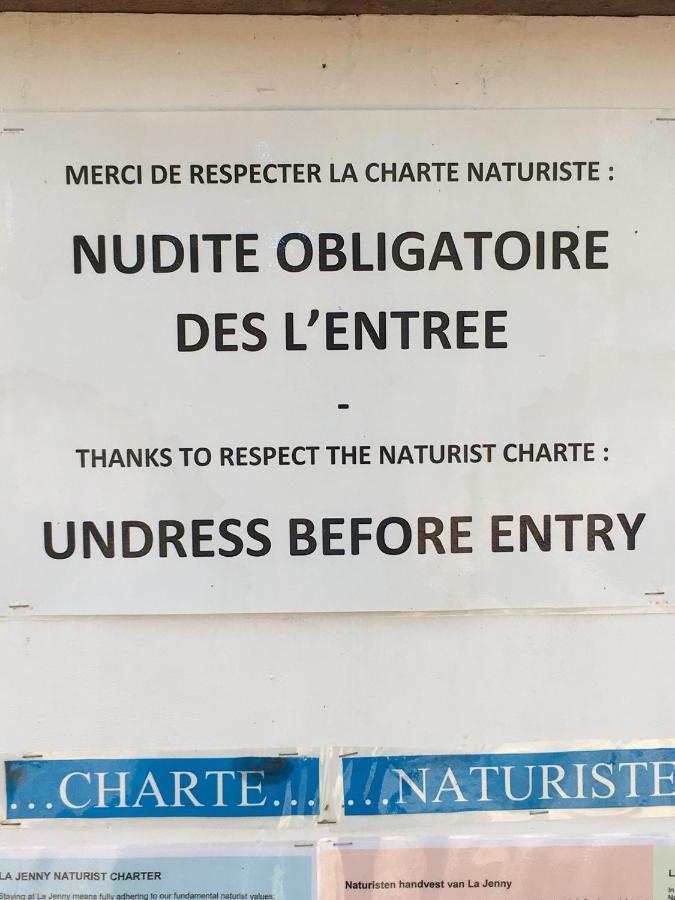 MERCI DE RESPECTER LA CHARTE NATURISTE :
NUDITE OBLIGATOIRE
DES L'ENTREE
-
THANKS TO RESPECT THE NATURIST CHARTE :
UNDRESS BEFORE ENTRY
...CHARTE... ...NATURISTE
LA JENNY NATURIST CHARTER
Staying at La Jenny means fully adhering to our fundamental naturist values:
Naturisten handvest van La Jenny